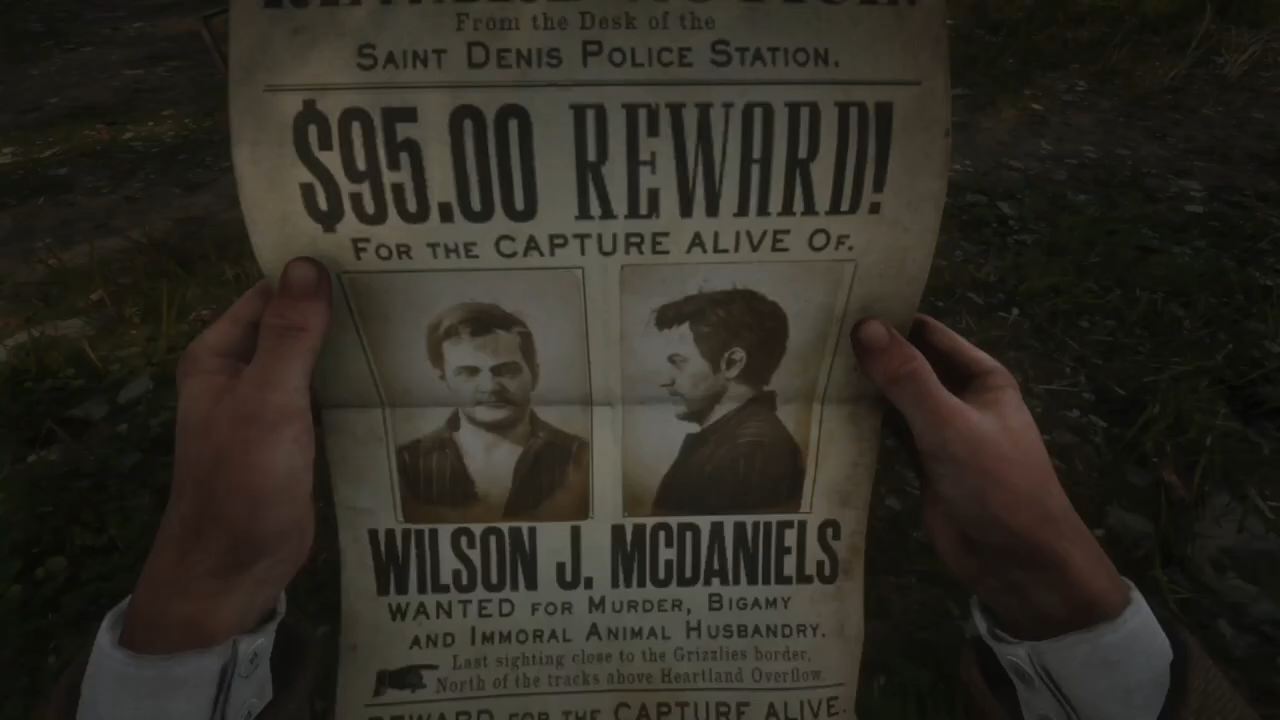 From the Desk of the
SAINT DENIS POLICE STATION.
$95.00 REWARD!
FOR THE CAPTURE ALIVE OF.
WILSON J. MCDANIELS
WANTED FOR MURDER, BIGAMY
AND IMMORAL ANIMAL HUSBANDRY.
Last sighting close to the Grizzlies border,
North of the tracks above Heartland Overflow.
REWARD FOR THE CAPTURE ALIVE.